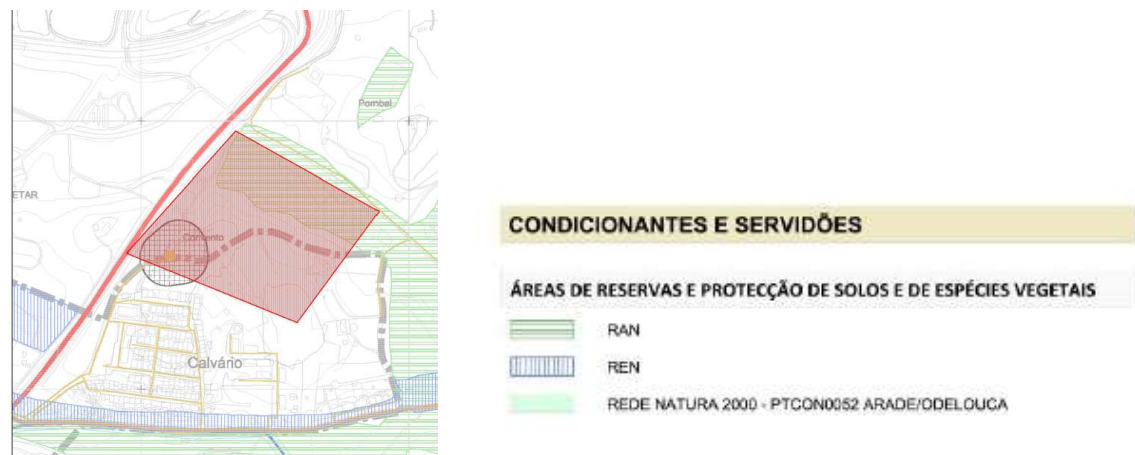 Pombal
ETAR
Convento
Calvário
CONDICIONANTES E SERVIDÕES
ÁREAS DE RESERVAS E PROTECÇÃO DE SOLOS E DE ESPÉCIES VEGETAIS
RAN
REN
REDE NATURA 2000 - PTCON0052 ARADE/ODELOUCA